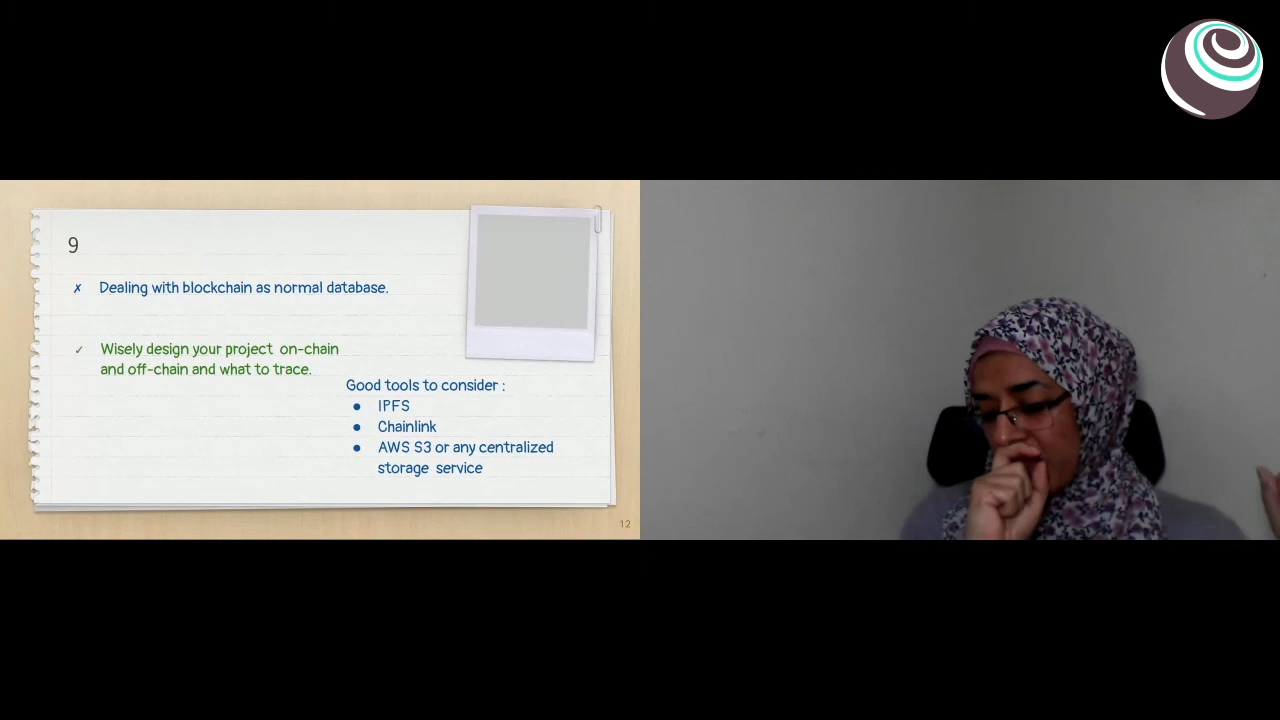 9
✗ Dealing with blockchain as normal database.
✓ Wisely design your project on-chain
and off-chain and what to trace.
Good tools to consider :
● IPFS
● Chainlink
● AWS S3 or any centralized
storage service
12